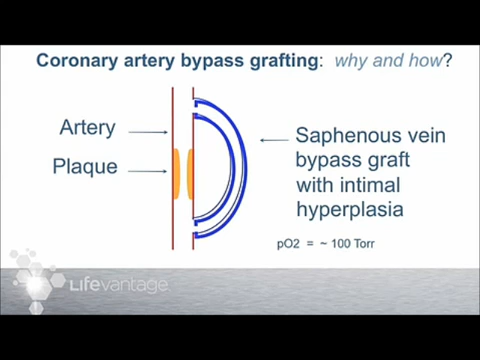 Coronary artery bypass grafting: why and how?
Artery
Plaque
Saphenous vein
bypass graft
with intimal
hyperplasia
pO2 = ~ 100 Torr
Lifevantage